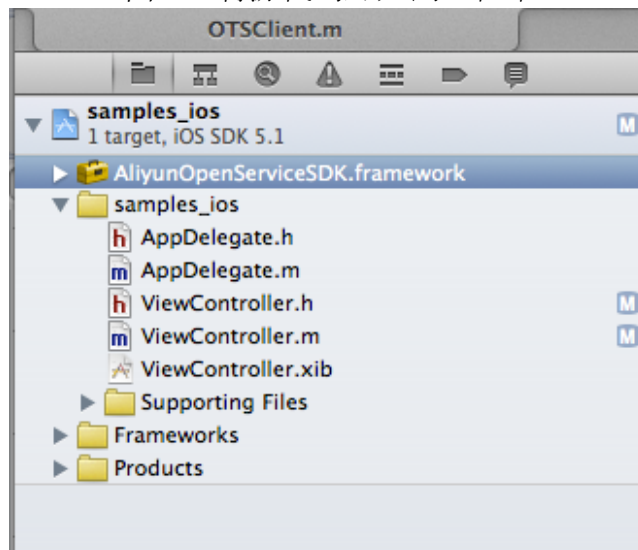 OTSClient.m
samples_ios
M
1 target, iOS SDK 5.1
AliyunOpenServiceSDK.framework
samples_ios
h AppDelegate.h
m AppDelegate.m
h ViewController.h M
m ViewController.m M
ViewController.xib
Supporting Files
Frameworks
Products